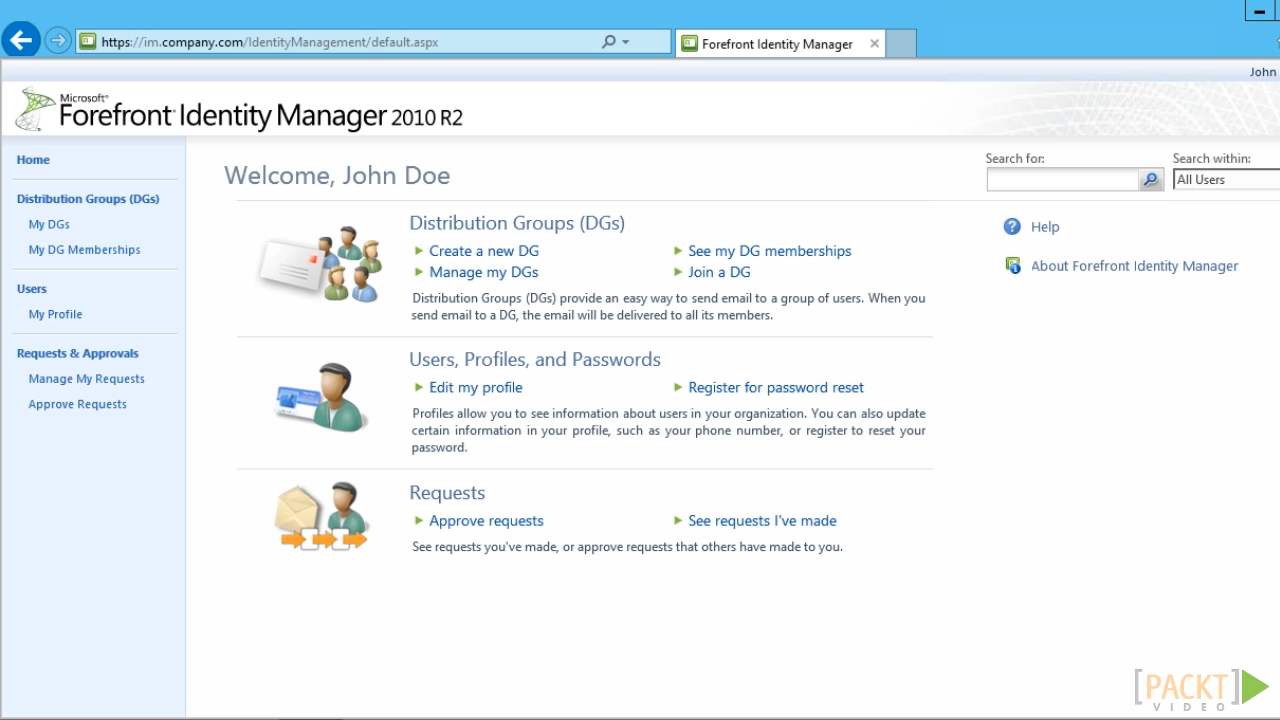 https://im.company.com/IdentityManagement/default.aspx
Forefront Identity Manager
John
Microsoft®
Forefront Identity Manager 2010 R2
Home
Distribution Groups (DGs)
My DGs
My DG Memberships
Users
My Profile
Requests & Approvals
Manage My Requests
Approve Requests
Welcome, John Doe
Search for:
Search within:
All Users
Distribution Groups (DGs)
Create a new DG
See my DG memberships
Manage my DGs
Join a DG
Distribution Groups (DGs) provide an easy way to send email to a group of users. When you
send email to a DG, the email will be delivered to all its members.
Users, Profiles, and Passwords
Edit my profile
Register for password reset
Profiles allow you to see information about users in your organization. You can also update
certain information in your profile, such as your phone number, or register to reset your
password.
Requests
Approve requests
See requests I've made
See requests you've made, or approve requests that others have made to you.
Help
About Forefront Identity Manager
[PACKT]
VIDEO